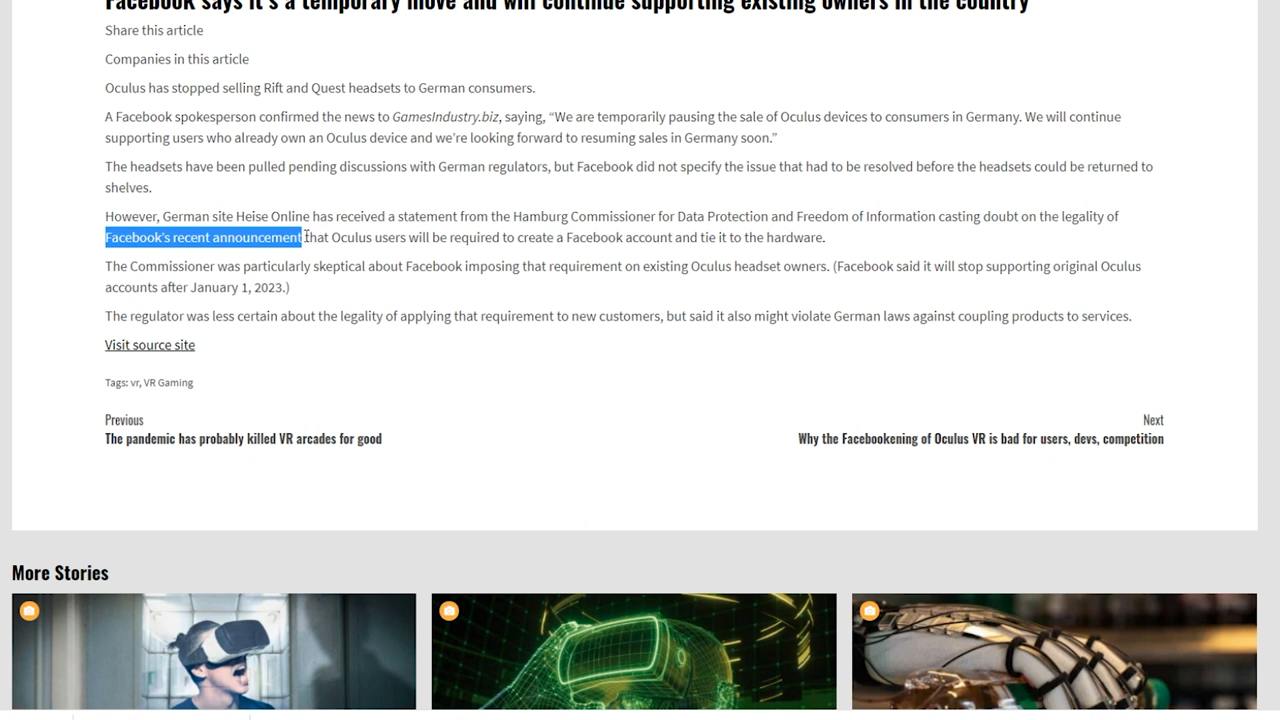 Facebook says it's a temporary move and will continue supporting existing owners in the country
Share this article
Companies in this article
Oculus has stopped selling Rift and Quest headsets to German consumers.
A Facebook spokesperson confirmed the news to GamesIndustry.biz, saying, “We are temporarily pausing the sale of Oculus devices to consumers in Germany. We will continue
supporting users who already own an Oculus device and we’re looking forward to resuming sales in Germany soon.”
The headsets have been pulled pending discussions with German regulators, but Facebook did not specify the issue that had to be resolved before the headsets could be returned to
shelves.
However, German site Heise Online has received a statement from the Hamburg Commissioner for Data Protection and Freedom of Information casting doubt on the legality of
Facebook’s recent announcement that Oculus users will be required to create a Facebook account and tie it to the hardware.
The Commissioner was particularly skeptical about Facebook imposing that requirement on existing Oculus headset owners. (Facebook said it will stop supporting original Oculus
accounts after January 1, 2023.)
The regulator was less certain about the legality of applying that requirement to new customers, but said it also might violate German laws against coupling products to services.
Visit source site
Tags: vr, VR Gaming
Previous
The pandemic has probably killed VR arcades for good
Next
Why the Facebookening of Oculus VR is bad for users, devs, competition
More Stories